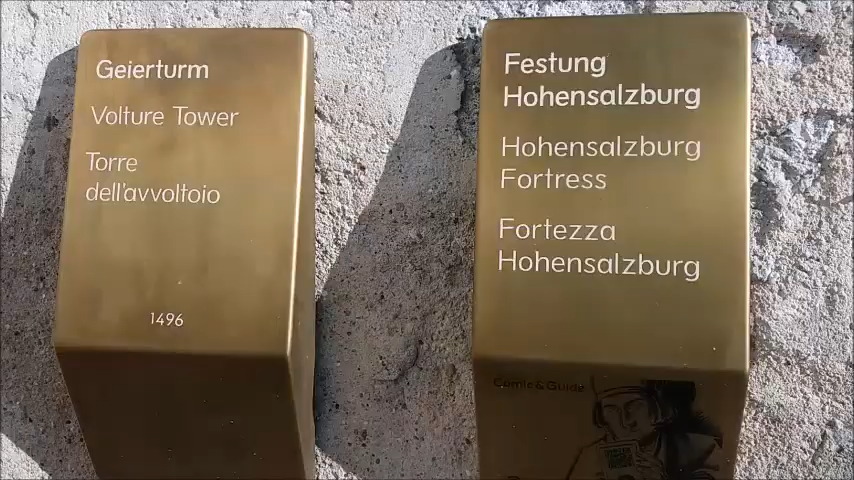 Geierturm
Volture Tower
Torre
dell'avvoltoio
1496
Festung
Hohensalzburg
Hohensalzburg
Fortress
Fortezza
Hohensalzburg
Comic & Guide